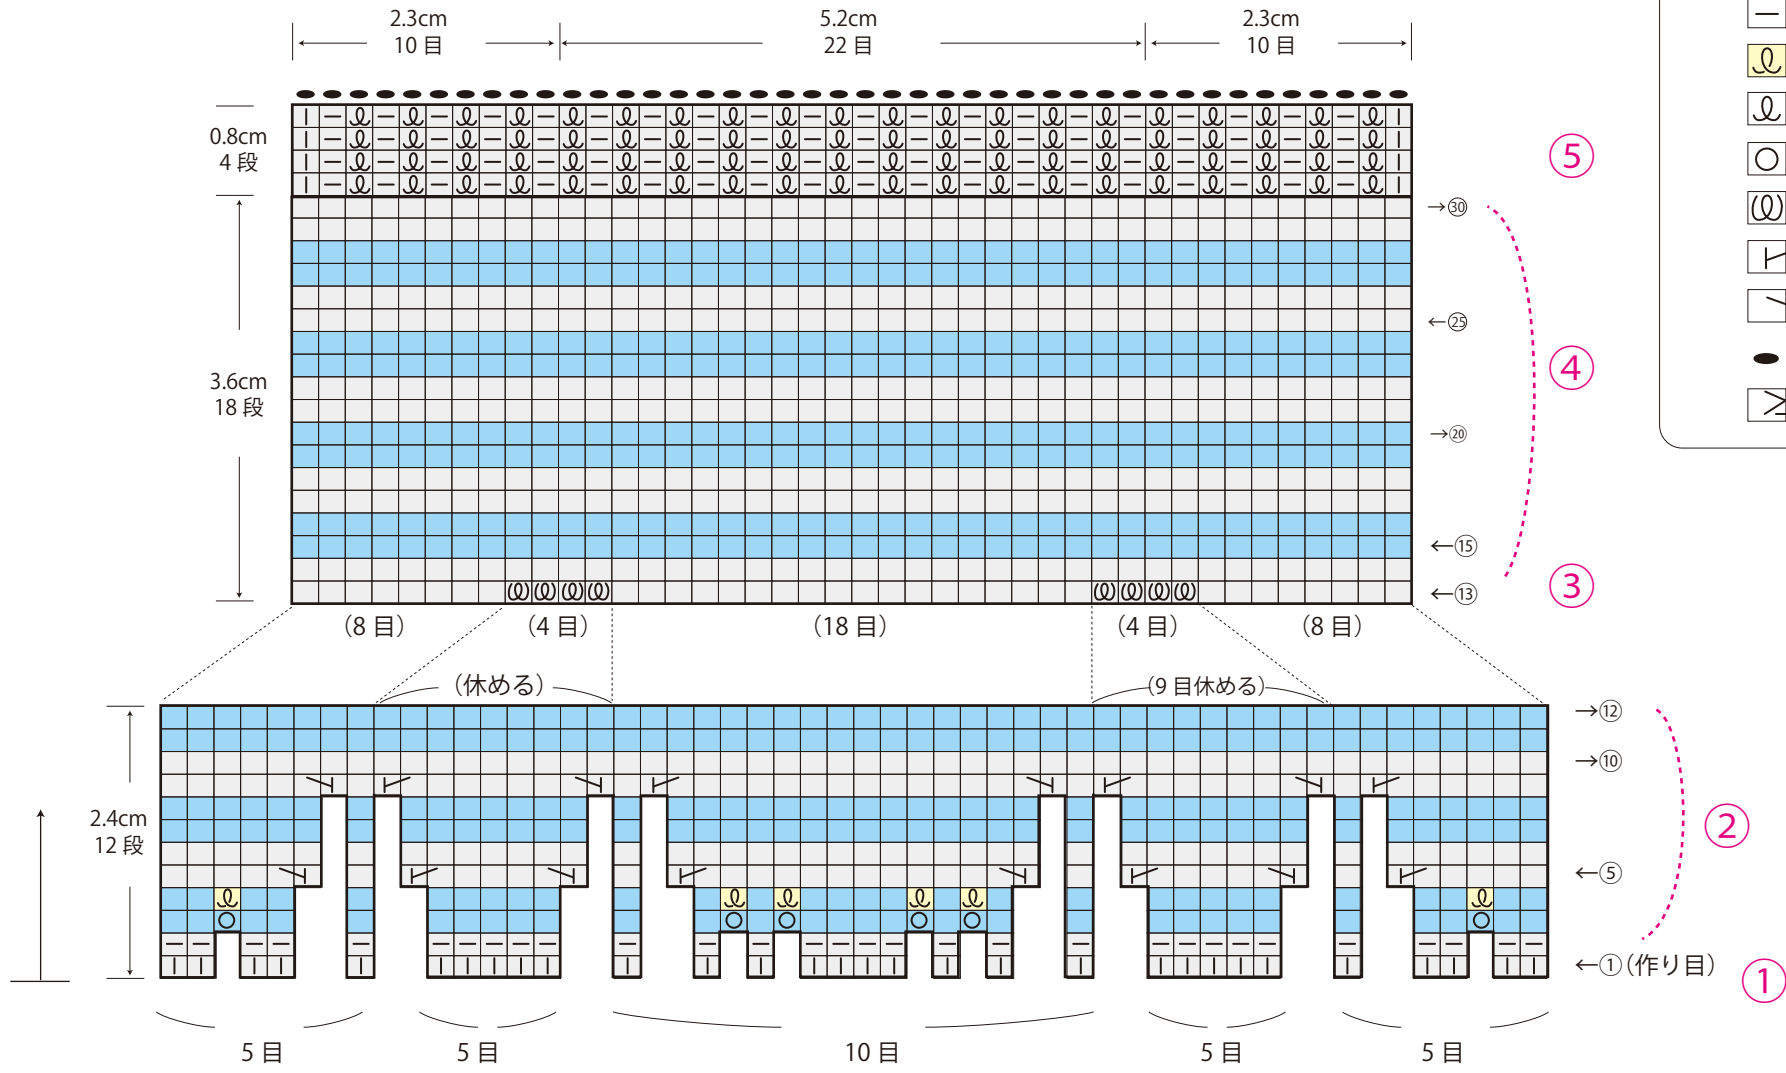 2.3cm
10 目
5.2cm
22 目
2.3cm
10 目
0.8cm
4 段
⑤
→㉚
←㉕
3.6cm
18 段
④
→⑳
←⑮
←⑬
③
(8 目)
(4 目)
(18 目)
(4 目)
(8 目)
(休める)
(9 目休める)
→⑫
→⑩
2.4cm
12 段
②
←⑤
←①(作り目)
①
5 目
5 目
10 目
5 目
5 目